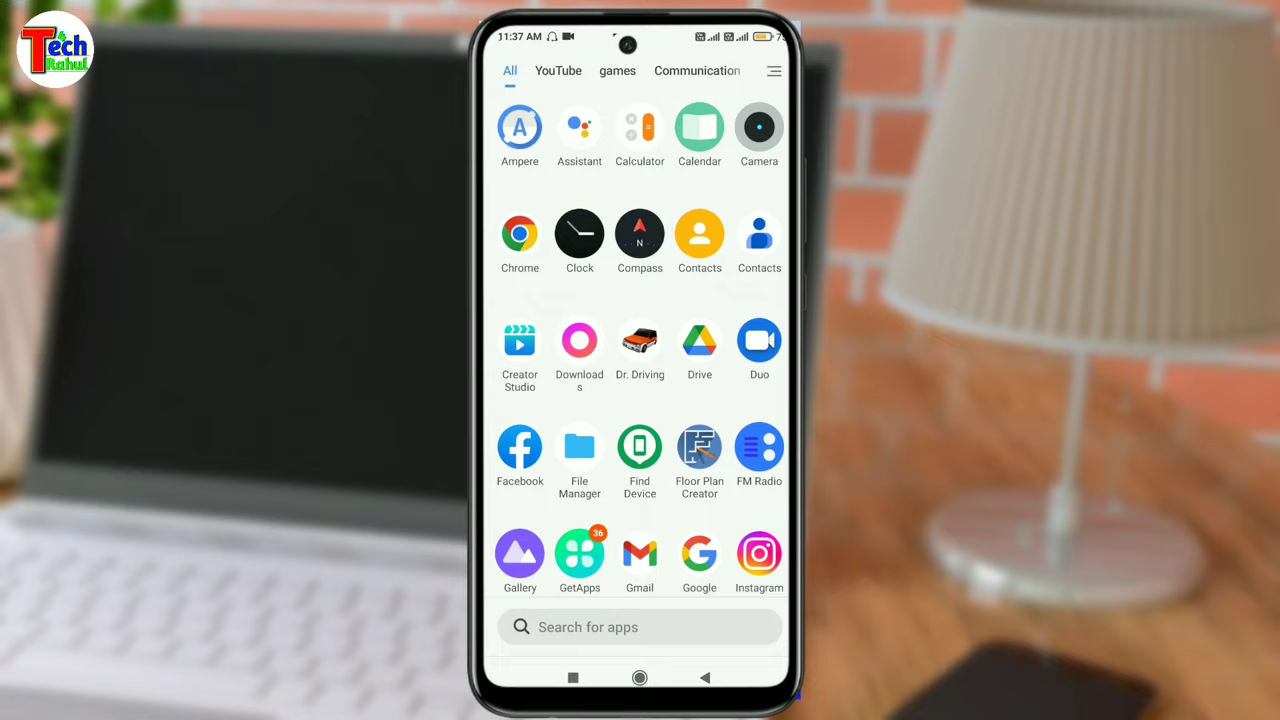 Tech
Rahul
11:37 AM
All YouTube games Communication
A
Ampere Assistant Calculator Calendar Camera
N
Chrome Clock Compass Contacts Contacts
Creator
Studio
Download
s
Dr. Driving Drive Duo
Facebook
File
Manager
Find
Device
Floor Plan
Creator
FM Radio
36
Gallery GetApps Gmail Google Instagram
Search for apps